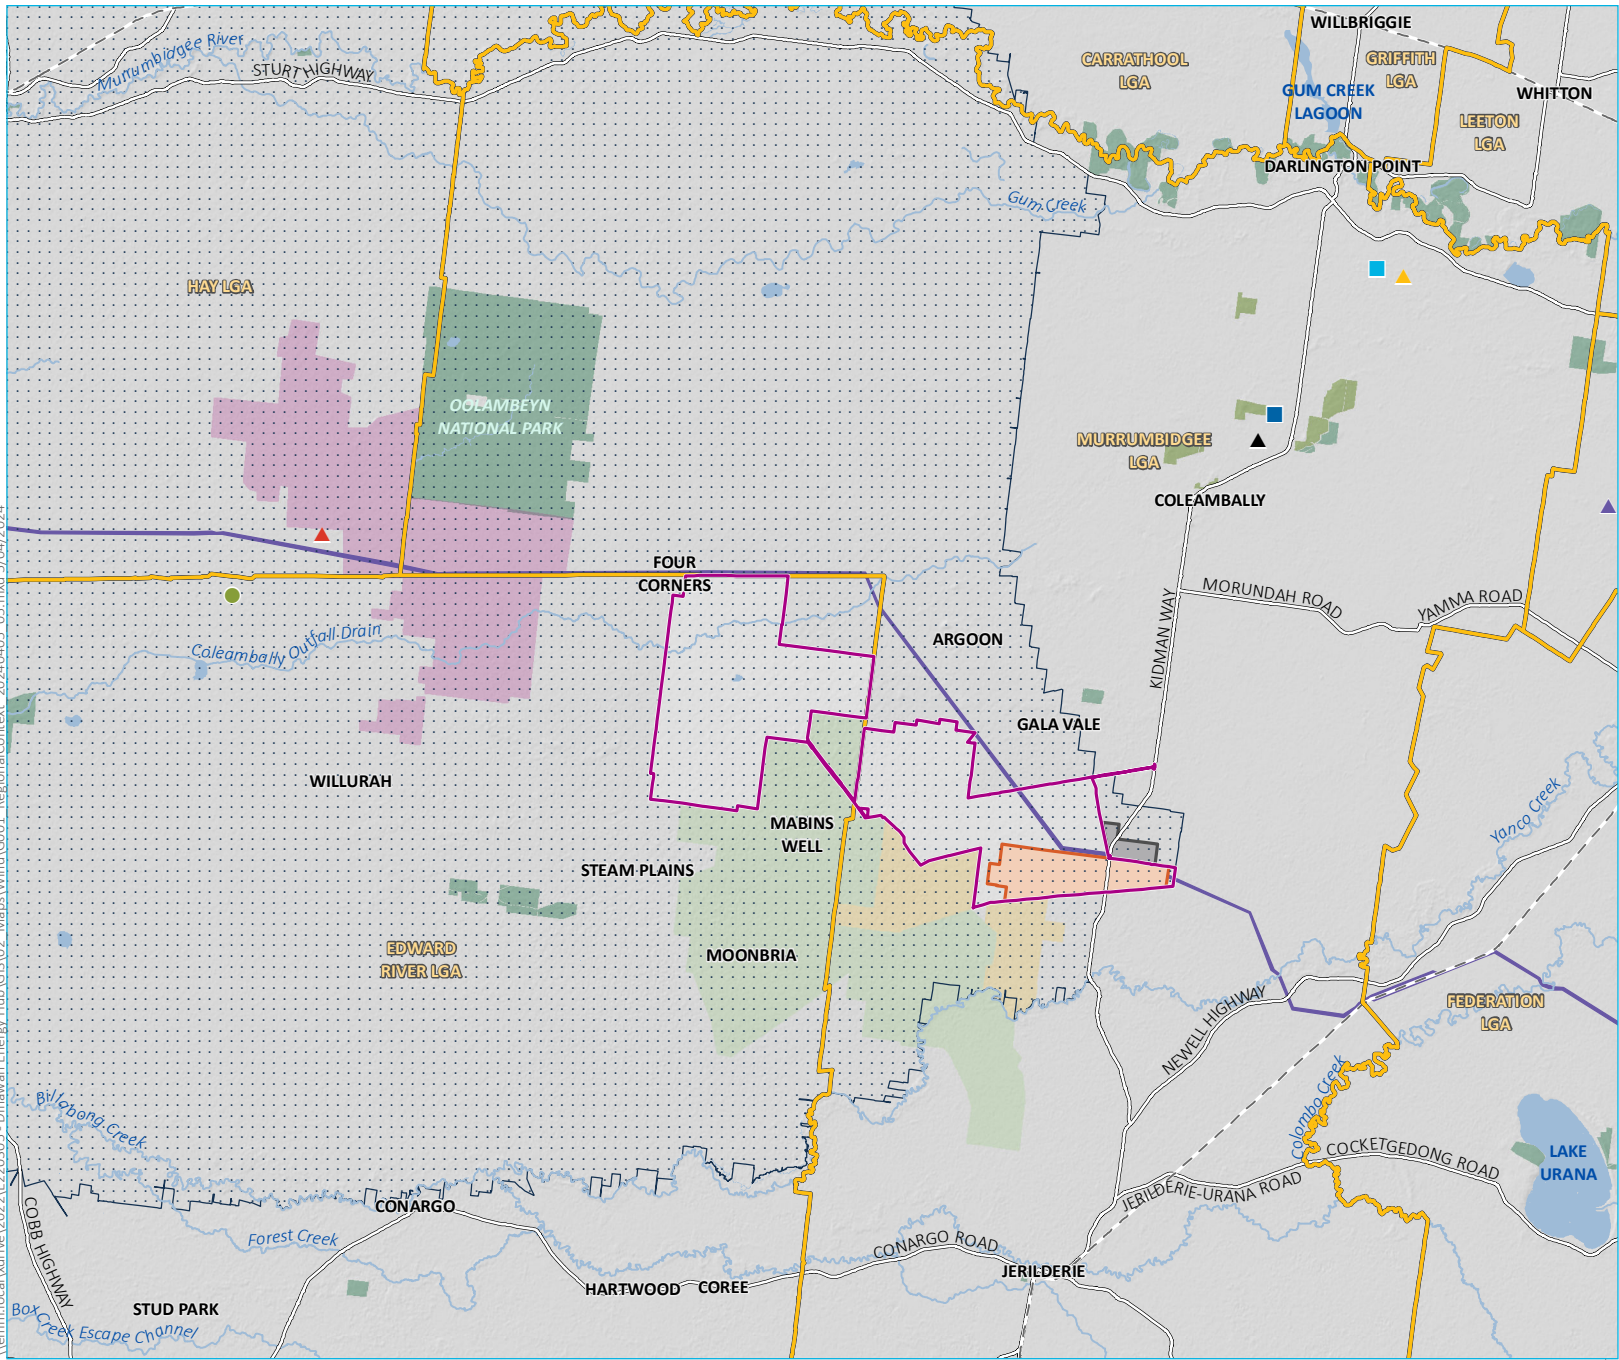 WILLBRIGGIE
Murrumbidgee River
STURT HIGHWAY
CARRATHOOL
LGA
GRIFFITH
LGA
GUM CREEK
LAGOON
WHITTON
LEETON
LGA
DARLINGTON POINT
Gum Creek
HAY LGA
OOLAMBEYN
NATIONAL PARK
MURRUMBIDGEE
LGA
COLEAMBALLY
FOUR
CORNERS
MORUNDAH ROAD
YAMMA ROAD
KIDMAN WAY
Coleambally Outfall Drain
ARGOON
GALA VALE
WILLURAH
MABINS
WELL
Yanco Creek
STEAM PLAINS
EDWARD
RIVER LGA
MOONBRIA
NEWELL HIGHWAY
FEDERATION
LGA
Billabong Creek
Colombo Creek
COCKETGEDONG ROAD
LAKE
URANA
JERILDERIE-URANA ROAD
CONARGO
COBB HIGHWAY
Forest Creek
CONARGO ROAD
JERILDERIE
HARTWOOD
COREE
STUD PARK
Box Creek Escape Channel